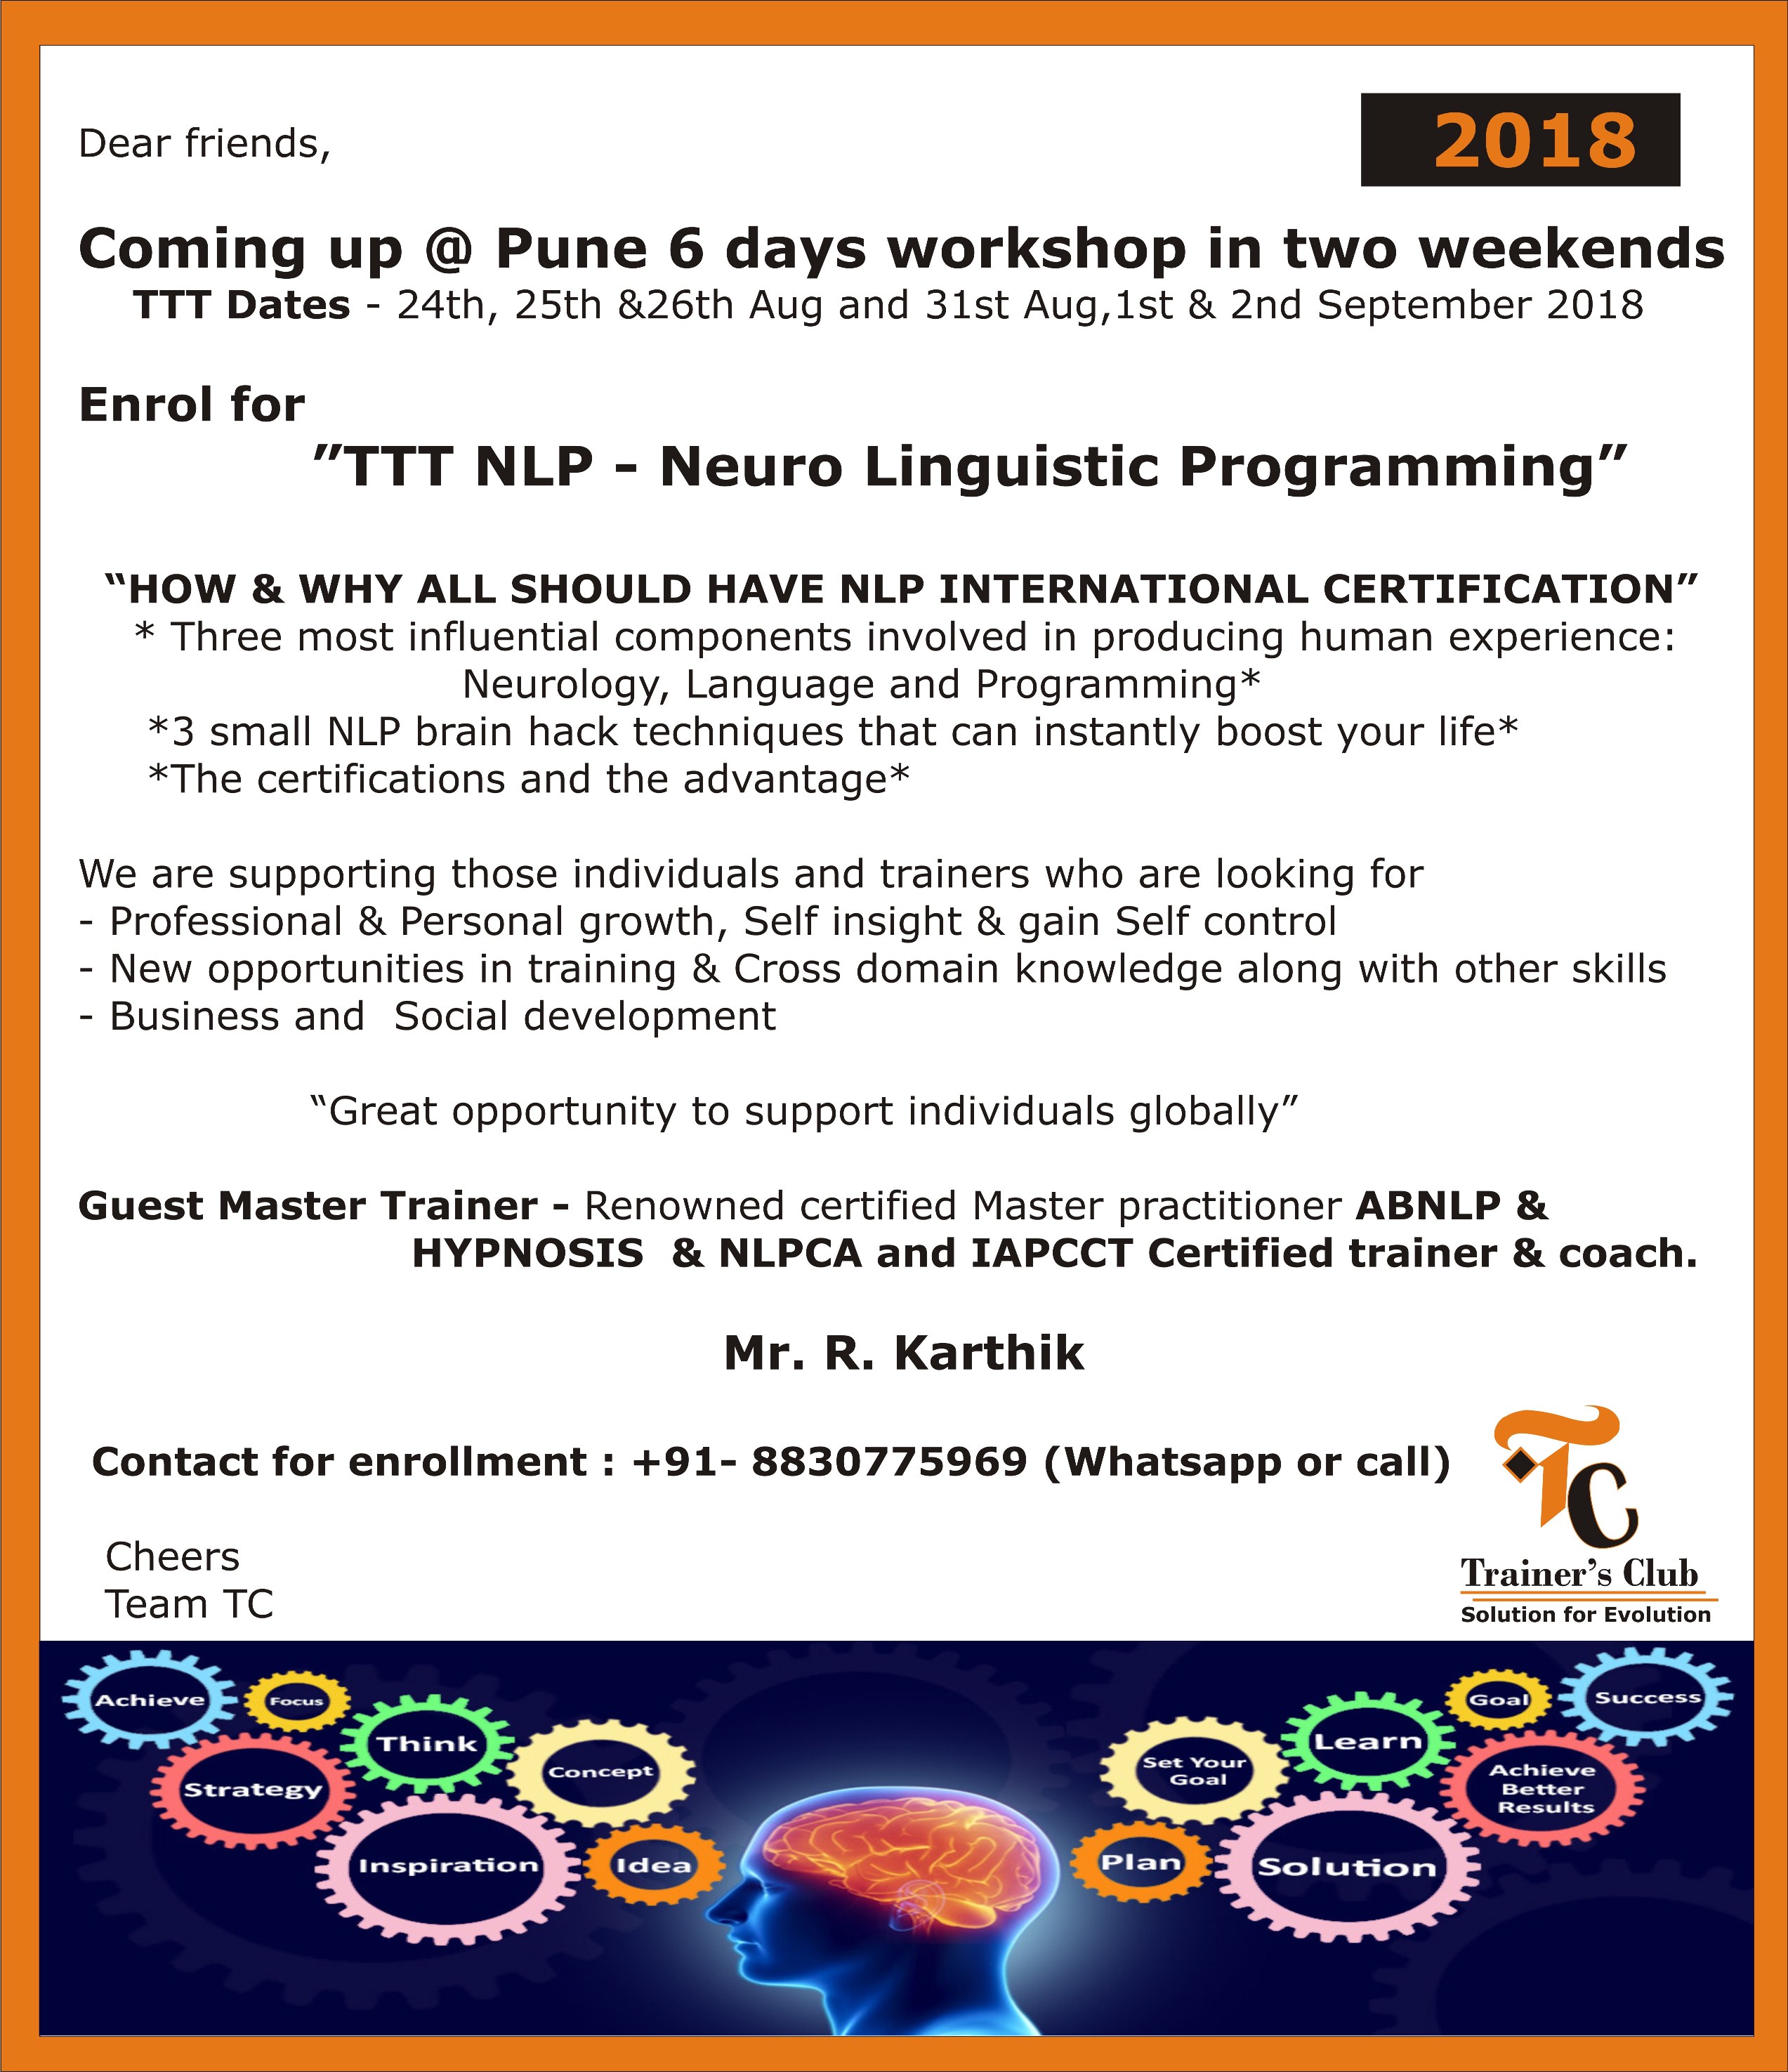 Dear friends,
2018
Coming up @ Pune 6 days workshop in two weekends
TTT Dates - 24th, 25th &26th Aug and 31st Aug,1st & 2nd September 2018
Enrol for
”TTT NLP - Neuro Linguistic Programming”
“HOW & WHY ALL SHOULD HAVE NLP INTERNATIONAL CERTIFICATION”
* Three most influential components involved in producing human experience:
Neurology, Language and Programming*
*3 small NLP brain hack techniques that can instantly boost your life*
*The certifications and the advantage*
We are supporting those individuals and trainers who are looking for
- Professional & Personal growth, Self insight & gain Self control
- New opportunities in training & Cross domain knowledge along with other skills
- Business and  Social development
“Great opportunity to support individuals globally”
Guest Master Trainer - Renowned certified Master practitioner ABNLP &
HYPNOSIS  & NLPCA and IAPCCT Certified trainer & coach.
Mr. R. Karthik
Contact for enrollment : +91- 8830775969 (Whatsapp or call)
Cheers
Team TC
TC
Trainer’s Club
Solution for Evolution
Achieve
Focus
Think
Strategy
Concept
Inspiration
Idea
Set Your
Goal
Learn
Goal
Success
Achieve
Better
Results
Plan
Solution